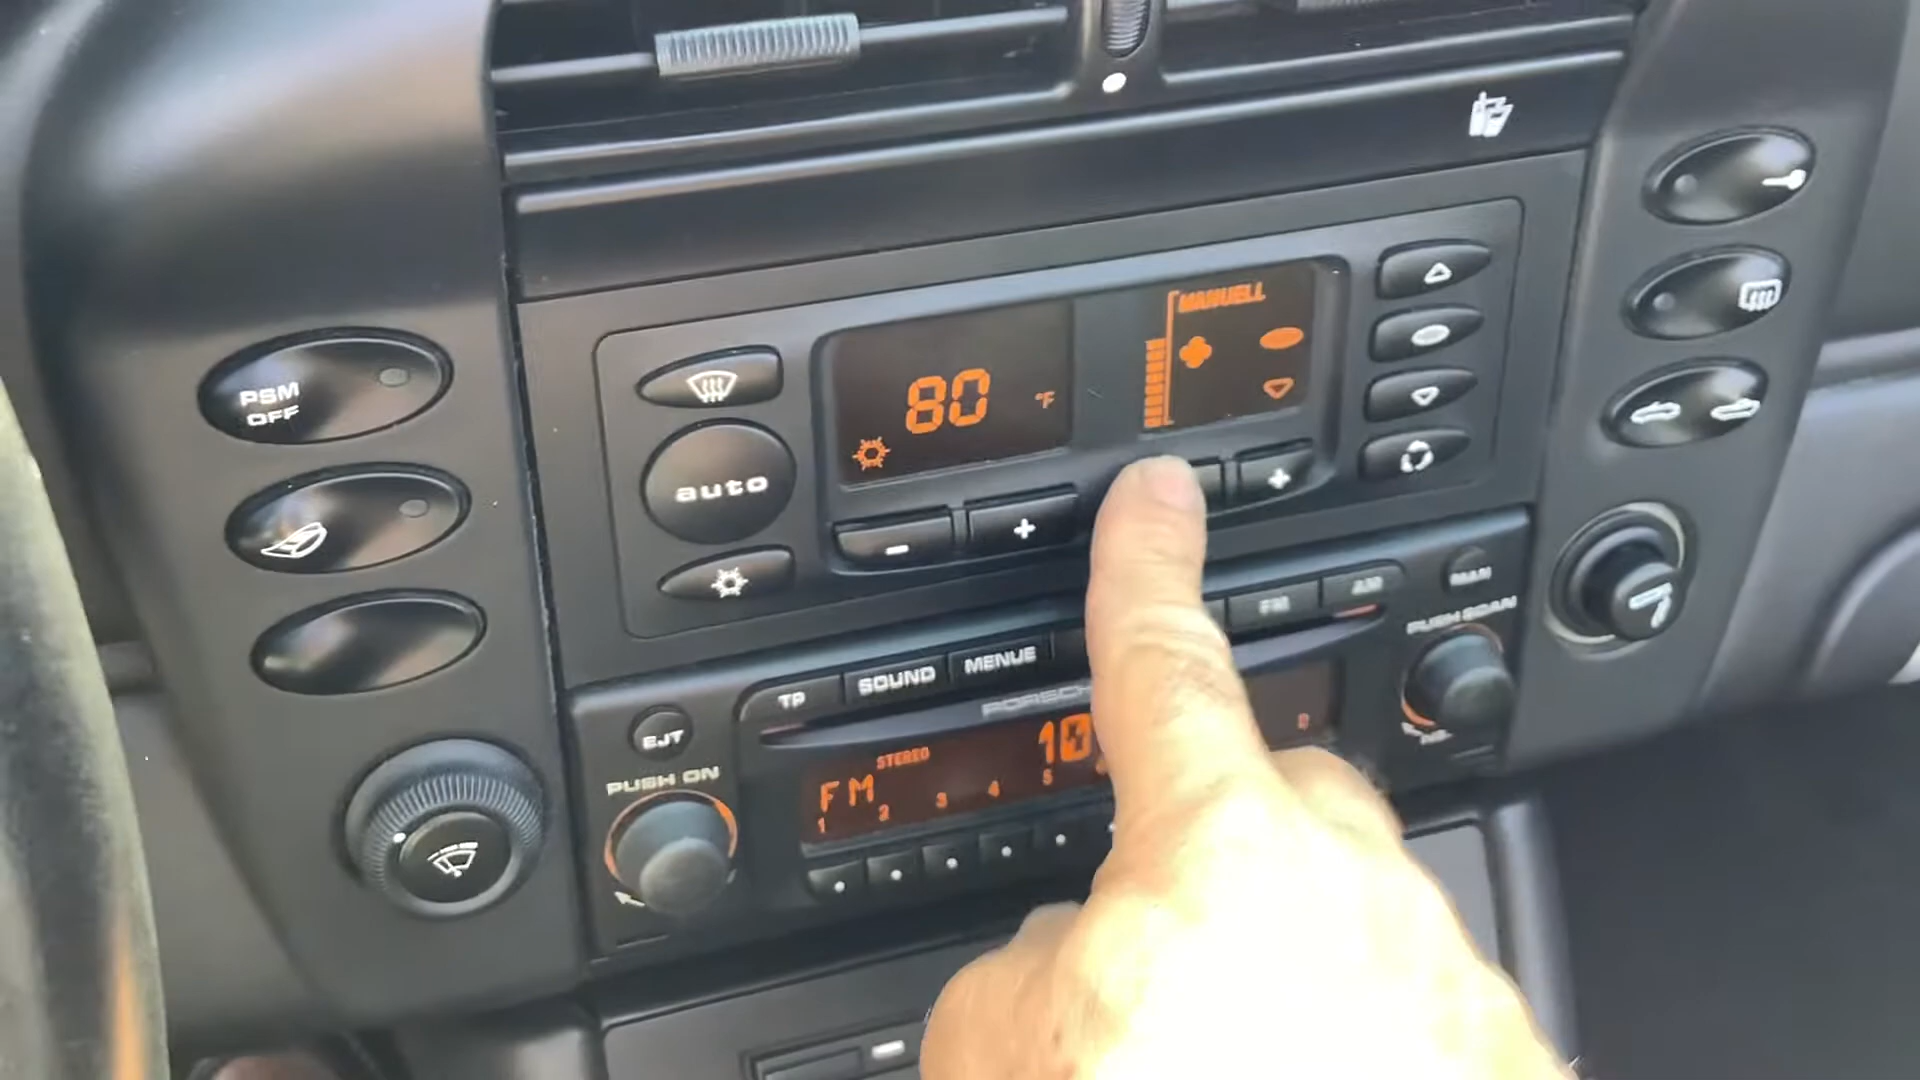 MANUELL
80 °F
PSM
OFF
auto
FM
AM
MAN
PUSH SCAN
TP
SOUND
MENUE
EJT
PUSH ON
STEREO
FM
1 2 3 4 5